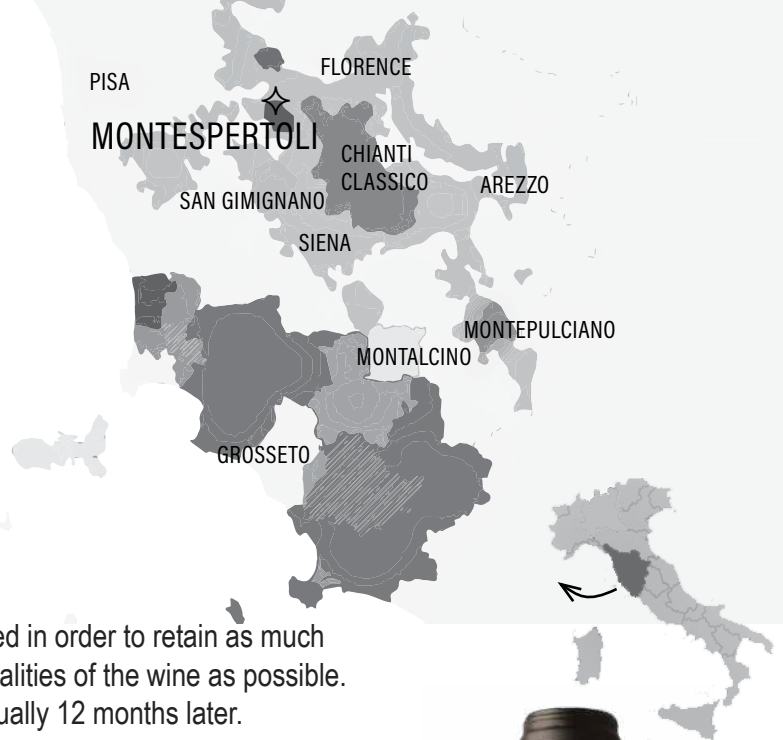 FLORENCE
PISA
MONTESPERTOLI
CHIANTI
CLASSICO
AREZZO
SAN GIMIGNANO
SIENA
MONTEPULCIANO
MONTALCINO
GROSSETO
ed in order to retain as much
alities of the wine as possible.
ually 12 months later.